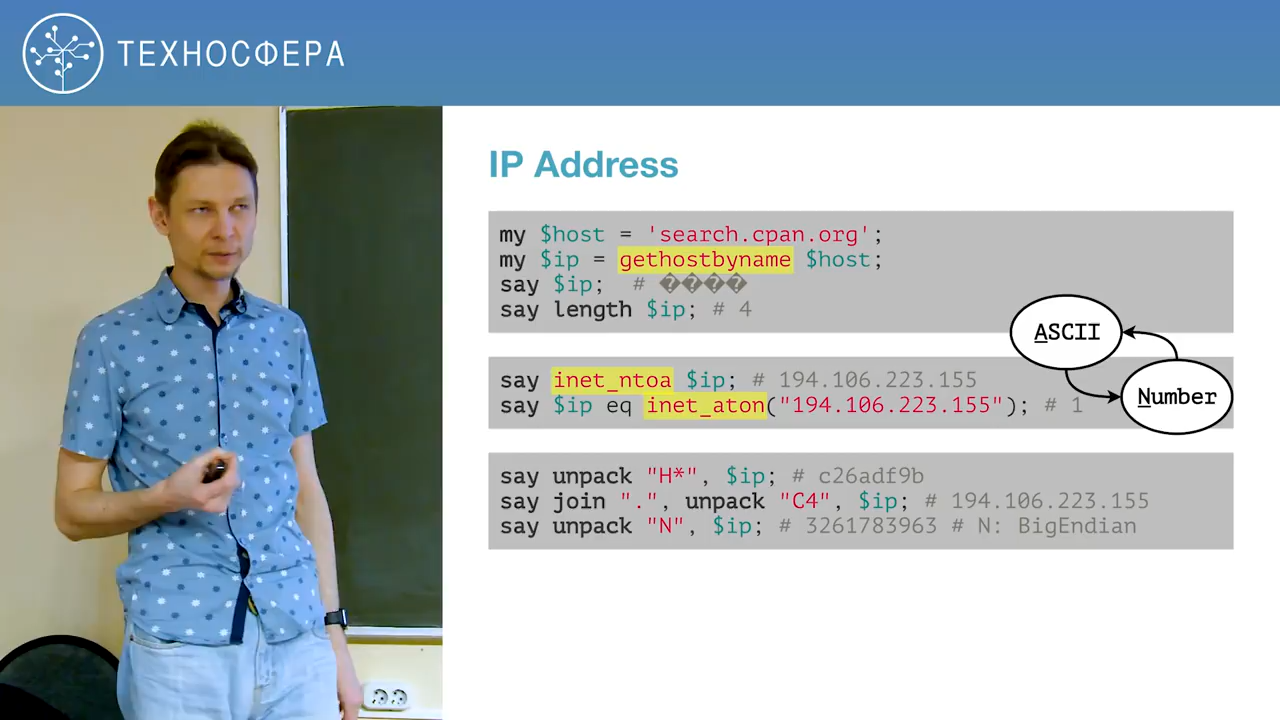 ТЕХНОСФЕРА
IP Address
my $host = 'search.cpan.org';
my $ip = gethostbyname $host;
say $ip;  # ����
say length $ip; # 4
ASCII
say inet_ntoa $ip; # 194.106.223.155
say $ip eq inet_aton("194.106.223.155"); # 1
Number
say unpack "H*", $ip; # c26adf9b
say join ".", unpack "C4", $ip; # 194.106.223.155
say unpack "N", $ip; # 3261783963 # N: BigEndian